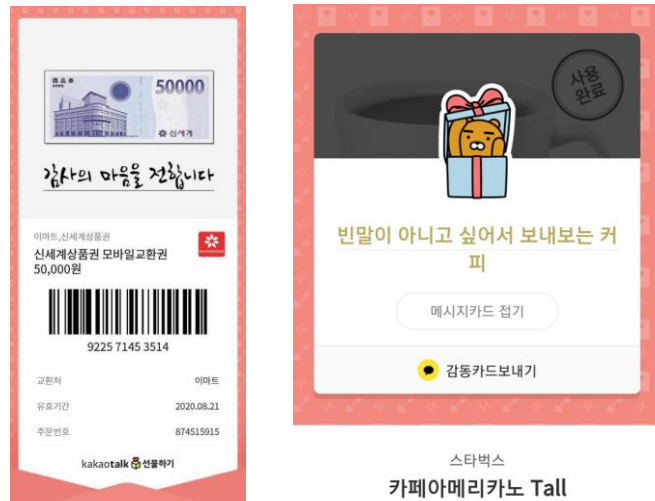 상품권
50000
신세계
감사의 마음을 전합니다
이마트,신세계상품권
신세계상품권 모바일교환권
50,000원
9225 7145 3514
교환처 이마트
유효기간 2020.08.21
주문번호 874515915
kakaotalk 선물하기
사용
완료
빈말이 아니고 싶어서 보내보는 커
피
메시지카드 접기
감동카드보내기
스타벅스
카페아메리카노 Tall